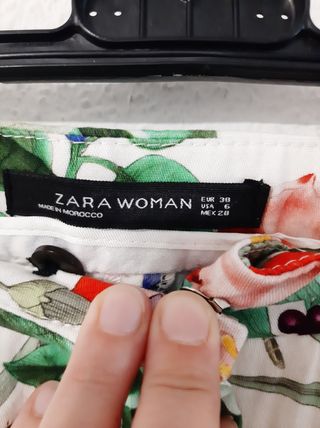 ZARA WOMAN
MADE IN MOROCCO
EUR 38
USA 6
MEX 28